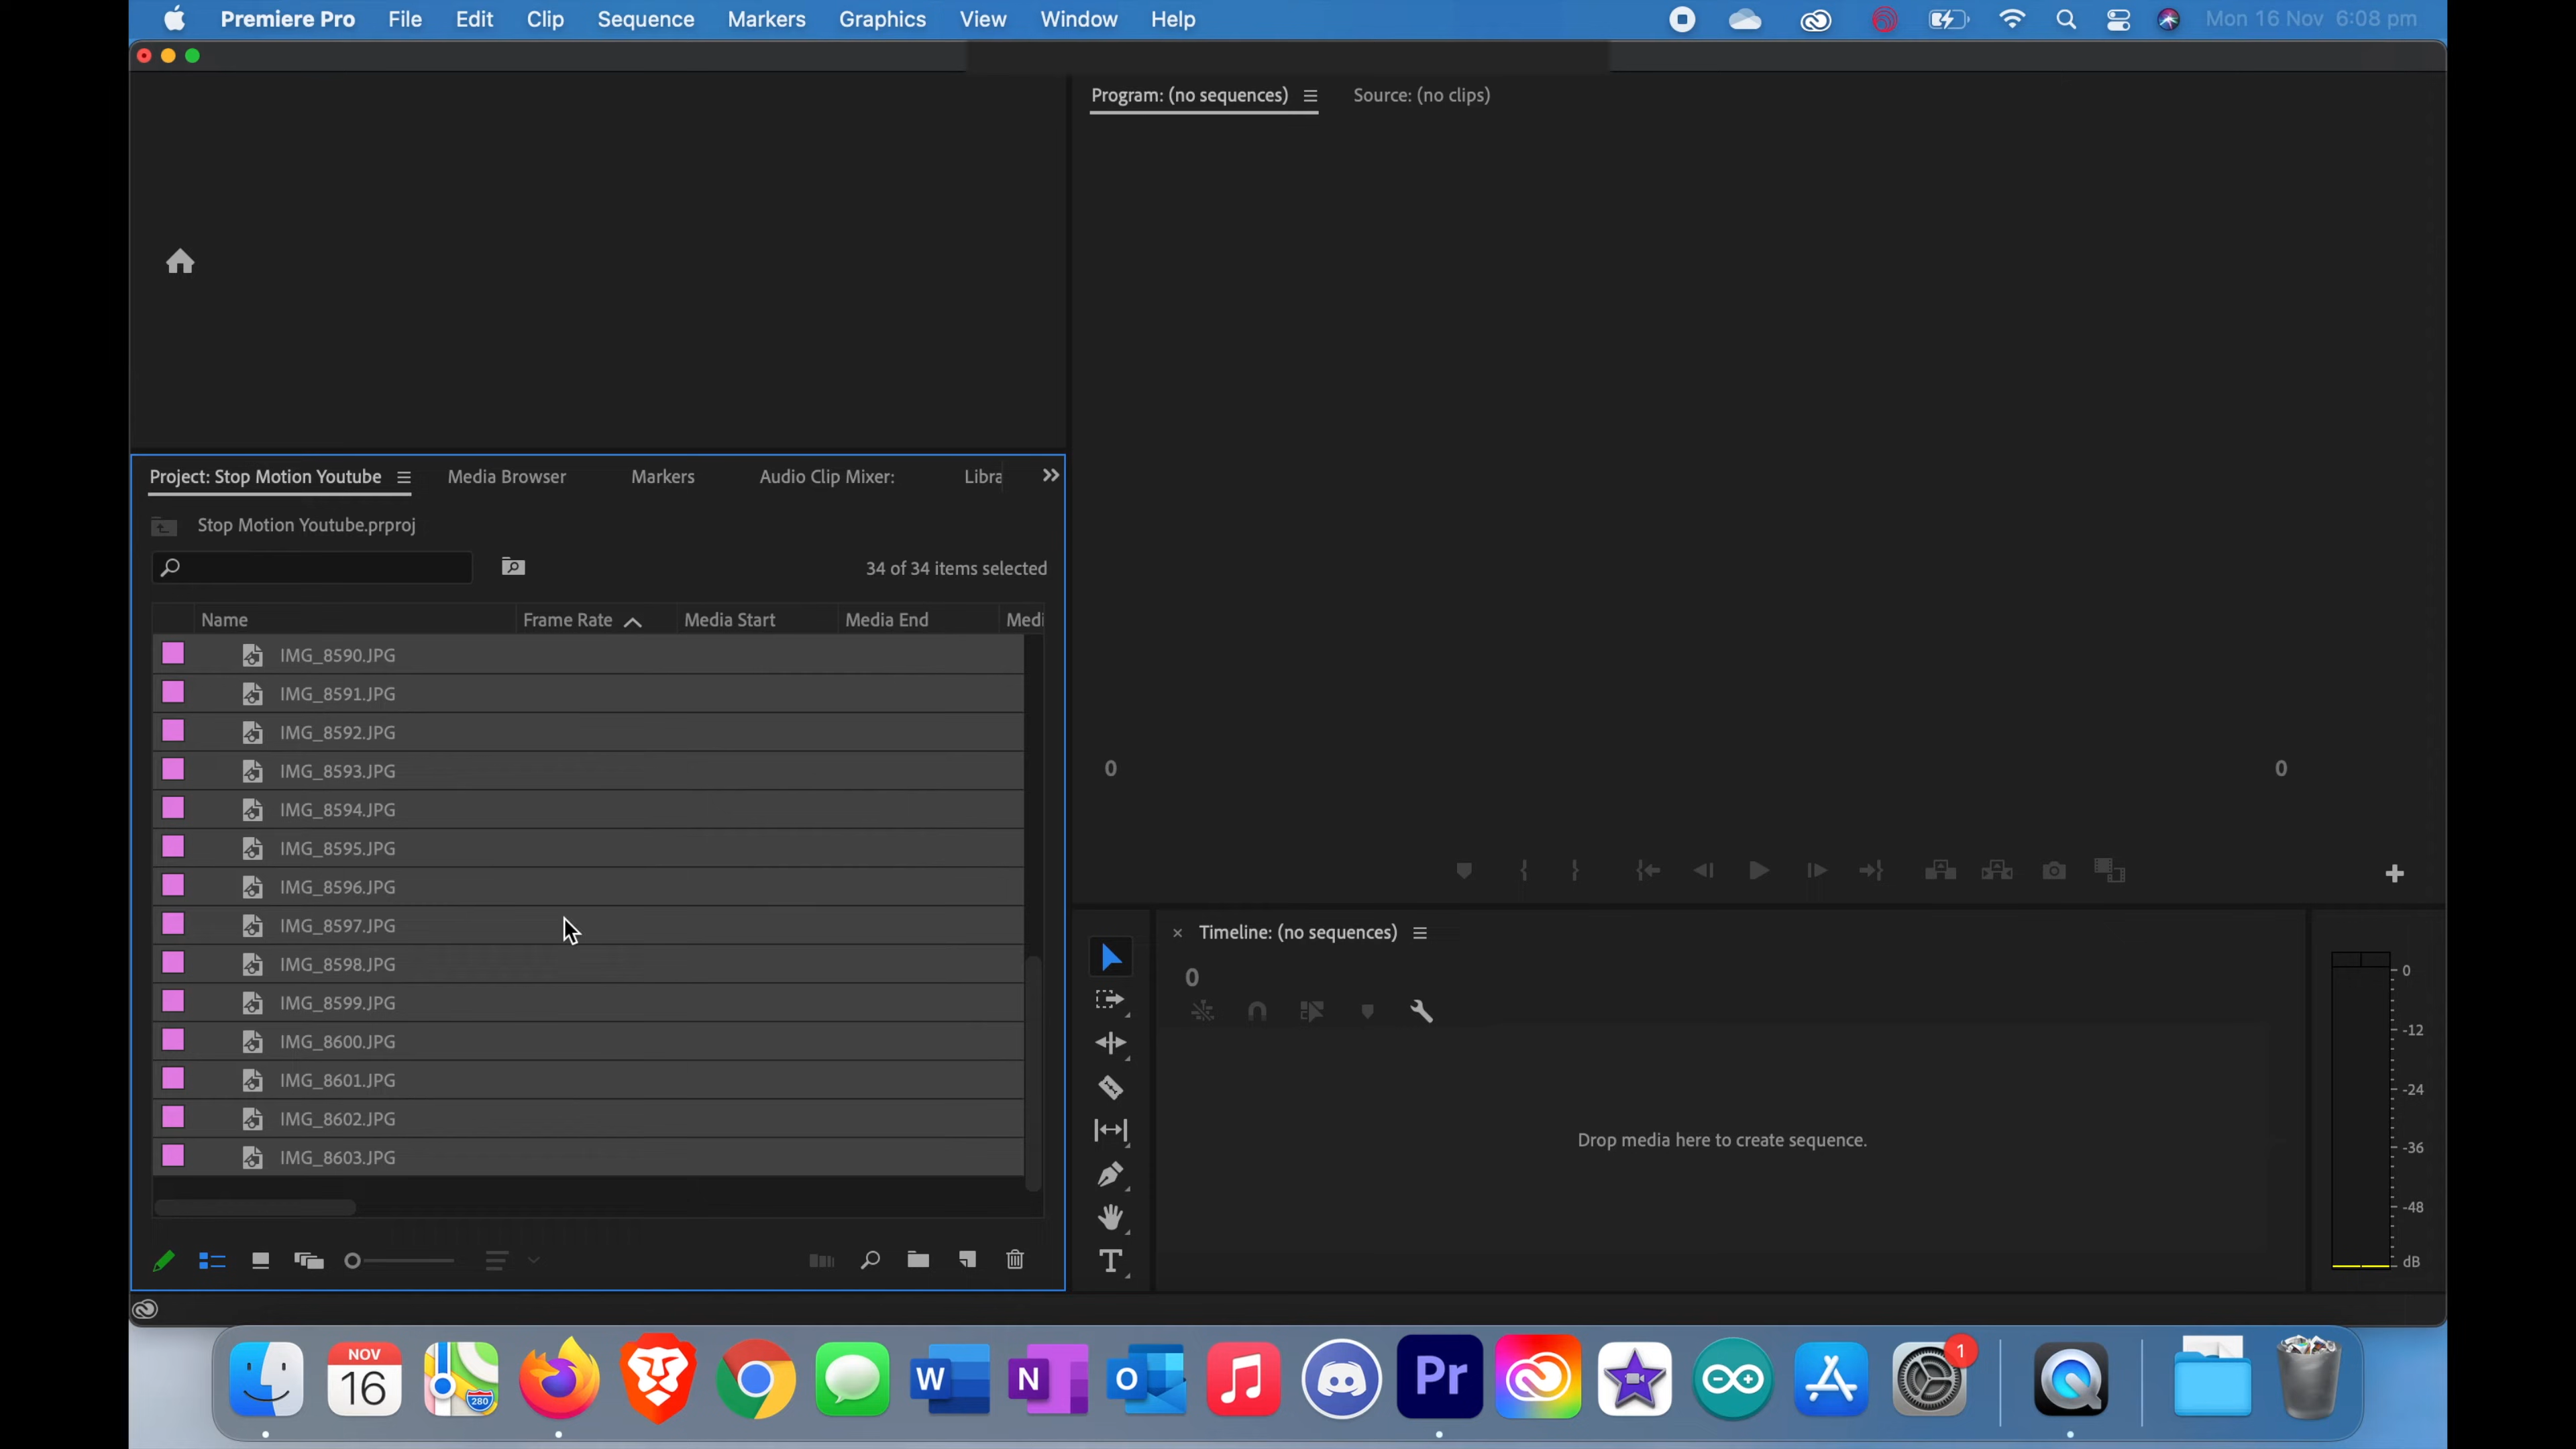 Premiere Pro File Edit Clip Sequence Markers Graphics View Window Help Mon 16 Nov 6:08 pm
Program: (no sequences) Source: (no clips)
Project: Stop Motion Youtube Media Browser Markers Audio Clip Mixer: Libra
Stop Motion Youtube.prproj
34 of 34 items selected
Name Frame Rate Media Start Media End Medi
IMG_8590.JPG
IMG_8591.JPG
IMG_8592.JPG
IMG_8593.JPG
IMG_8594.JPG
IMG_8595.JPG
IMG_8596.JPG
IMG_8597.JPG
IMG_8598.JPG
IMG_8599.JPG
IMG_8600.JPG
IMG_8601.JPG
IMG_8602.JPG
IMG_8603.JPG
0 0
Timeline: (no sequences)
0
Drop media here to create sequence.
0
-12
-24
-36
-48
dB
T
NOV
16
280
W
N
O
Pr
1